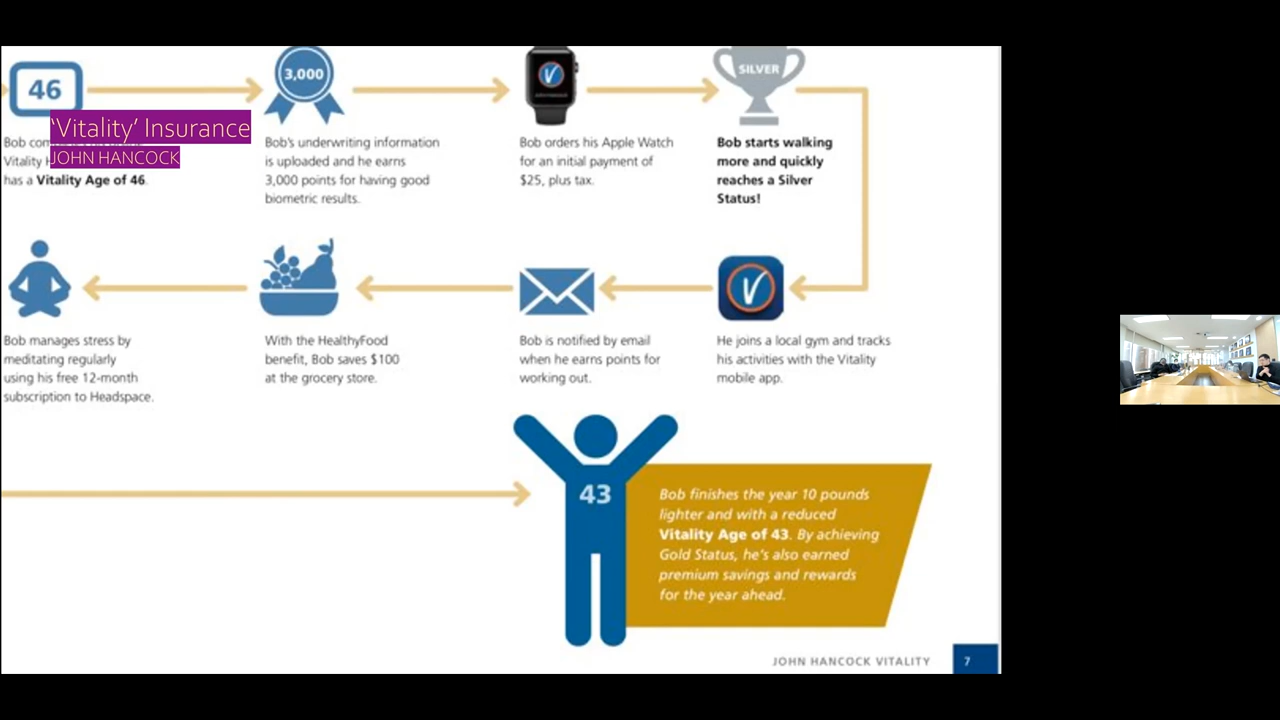 46
3,000
SILVER
'Vitality' Insurance
JOHN HANCOCK
Bob
Vitality
has a Vitality Age of 46.
Bob's underwriting information
is uploaded and he earns
3,000 points for having good
biometric results.
Bob orders his Apple Watch
for an initial payment of
$25, plus tax.
Bob starts walking
more and quickly
reaches a Silver
Status!
Bob manages stress by
meditating regularly
using his free 12-month
subscription to Headspace.
With the HealthyFood
benefit, Bob saves $100
at the grocery store.
Bob is notified by email
when he earns points for
working out.
He joins a local gym and tracks
his activities with the Vitality
mobile app.
43
Bob finishes the year 10 pounds
lighter and with a reduced
Vitality Age of 43. By achieving
Gold Status, he's also earned
premium savings and rewards
for the year ahead.
JOHN HANCOCK VITALITY
7